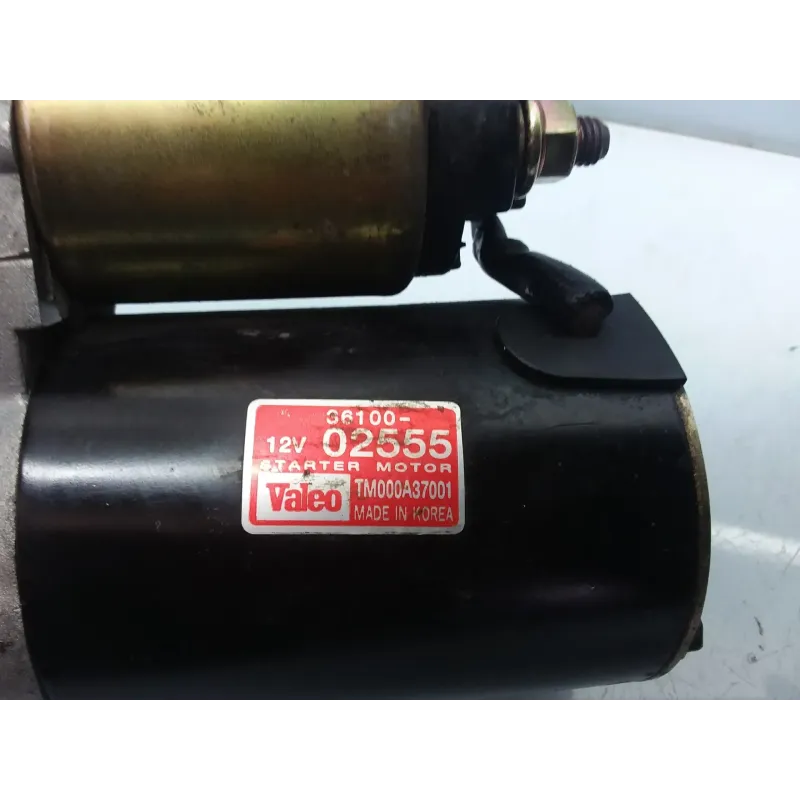 36100-
12V 02555
STARTER MOTOR
Valeo TM000A37001
MADE IN KOREA